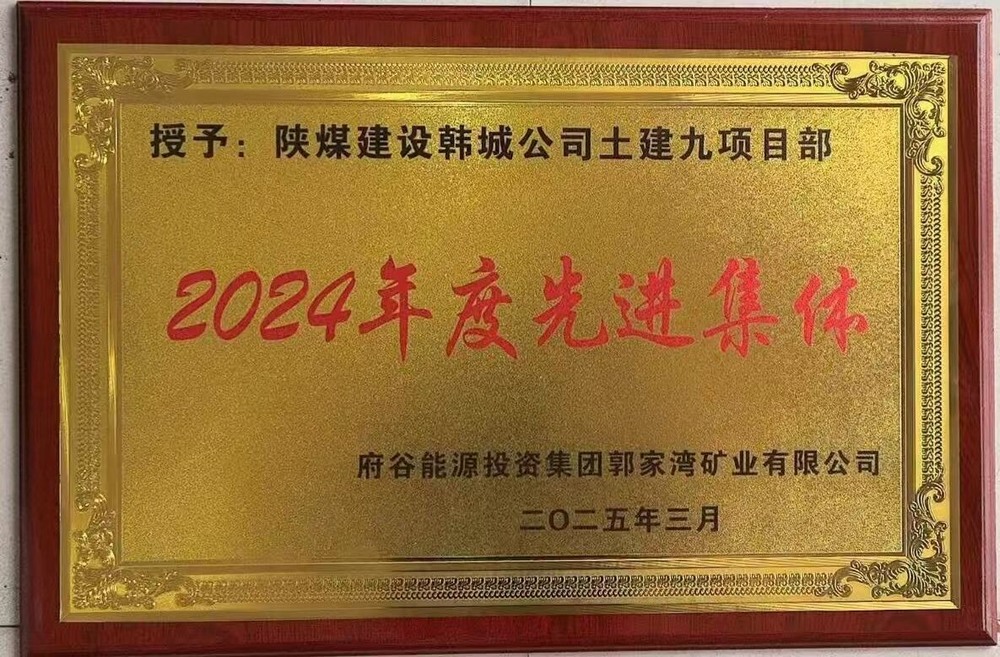 授予：陕煤建设韩城公司土建九项目部
2024年度先进集体
府谷能源投资集团郭家湾矿业有限公司
二〇二五年三月